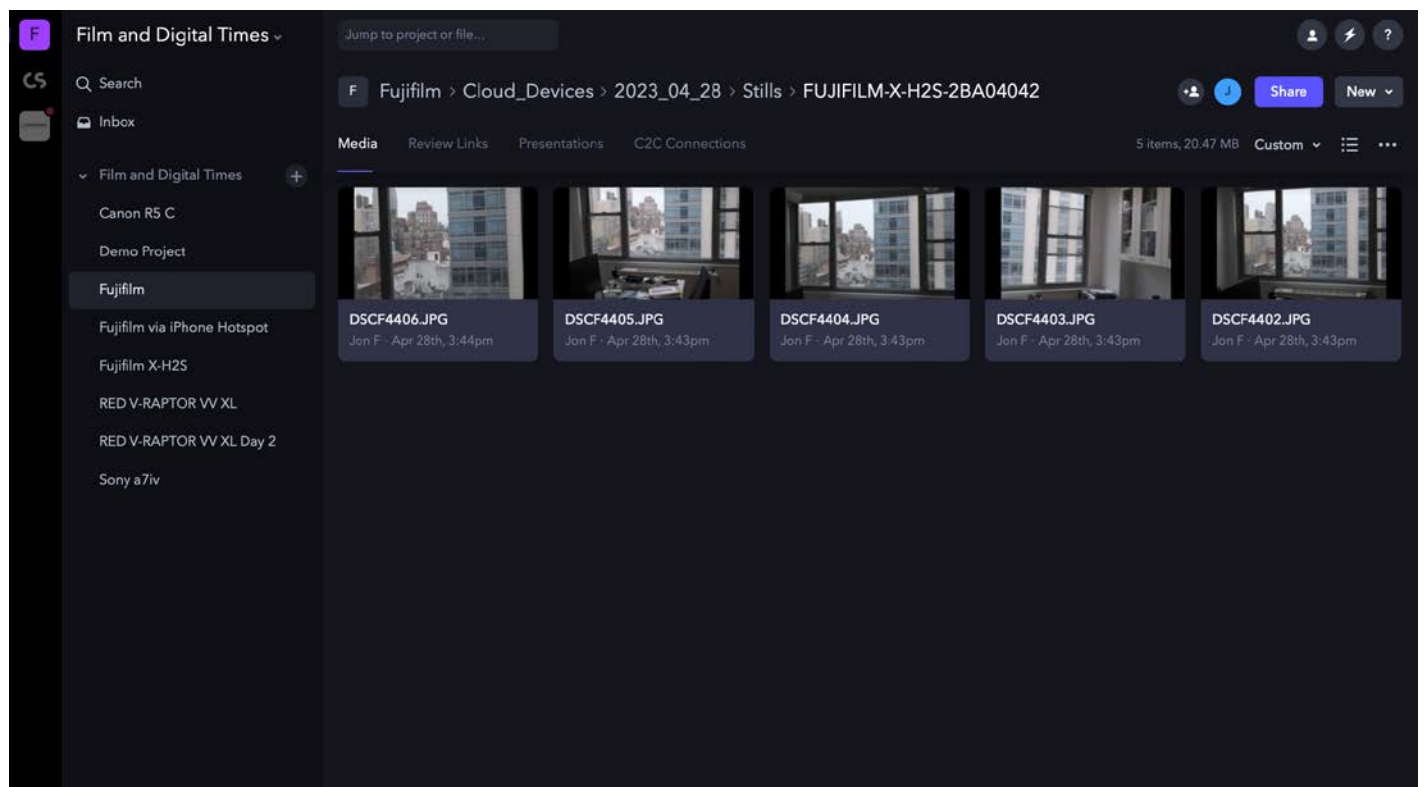 F
Film and Digital Times
Jump to project or file...
?
CS
Search
Inbox
Film and Digital Times
+
Canon R5 C
Demo Project
Fujifilm
Fujifilm via iPhone Hotspot
Fujifilm X-H2S
RED V-RAPTOR VV XL
RED V-RAPTOR VV XL Day 2
Sony a7iv
F Fujifilm > Cloud_Devices > 2023_04_28 > Stills > FUJIFILM-X-H2S-2BA04042
J Share New
Media Review Links Presentations C2C Connections
5 items, 20.47 MB Custom
DSCF4406.JPG
Jon F · Apr 28th, 3:44pm
DSCF4405.JPG
Jon F · Apr 28th, 3:43pm
DSCF4404.JPG
Jon F · Apr 28th, 3:43pm
DSCF4403.JPG
Jon F · Apr 28th, 3:43pm
DSCF4402.JPG
Jon F · Apr 28th, 3:43pm